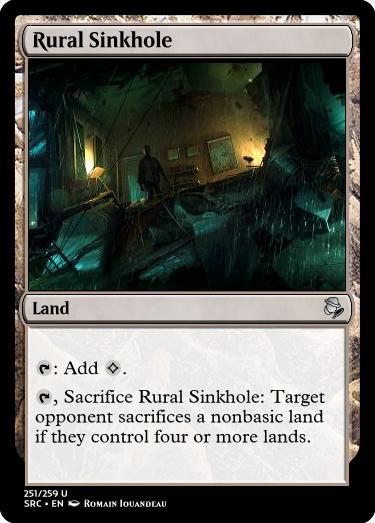 Rural Sinkhole
Land
: Add .
, Sacrifice Rural Sinkhole: Target
opponent sacrifices a nonbasic land
if they control four or more lands.
251/259 U
SRC • EN Romain Iouandeau